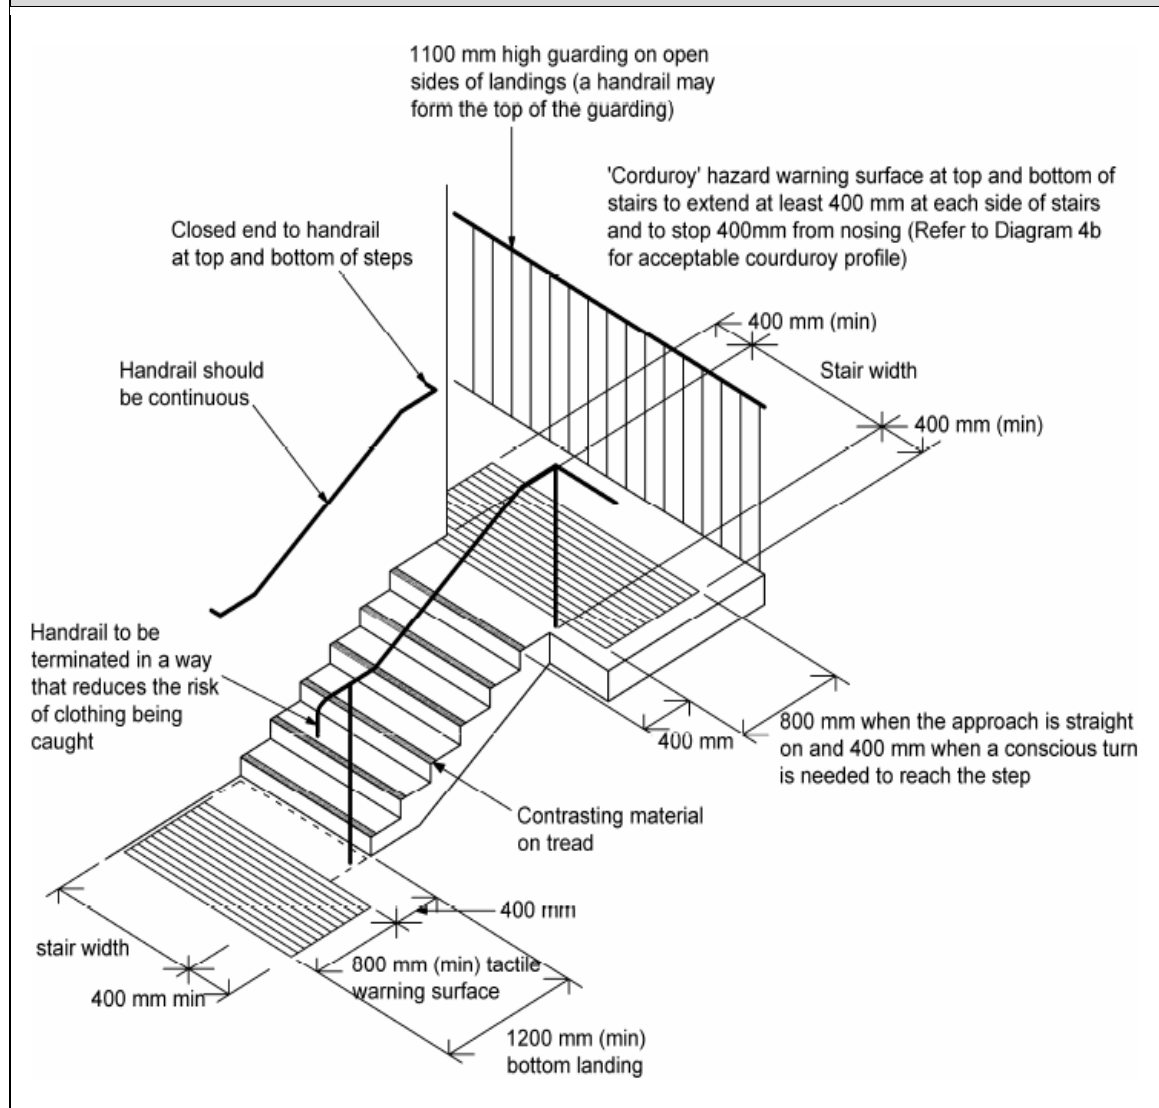 1100 mm high guarding on open
sides of landings (a handrail may
form the top of the guarding)
'Corduroy' hazard warning surface at top and bottom of
stairs to extend at least 400 mm at each side of stairs
and to stop 400mm from nosing (Refer to Diagram 4b
for acceptable courduroy profile)
Closed end to handrail
at top and bottom of steps
400 mm (min)
Stair width
400 mm (min)
Handrail should
be continuous
Handrail to be
terminated in a way
that reduces the risk
of clothing being
caught
400 mm
800 mm when the approach is straight
on and 400 mm when a conscious turn
is needed to reach the step
Contrasting material
on tread
400 mm
stair width
400 mm min
800 mm (min) tactile
warning surface
1200 mm (min)
bottom landing